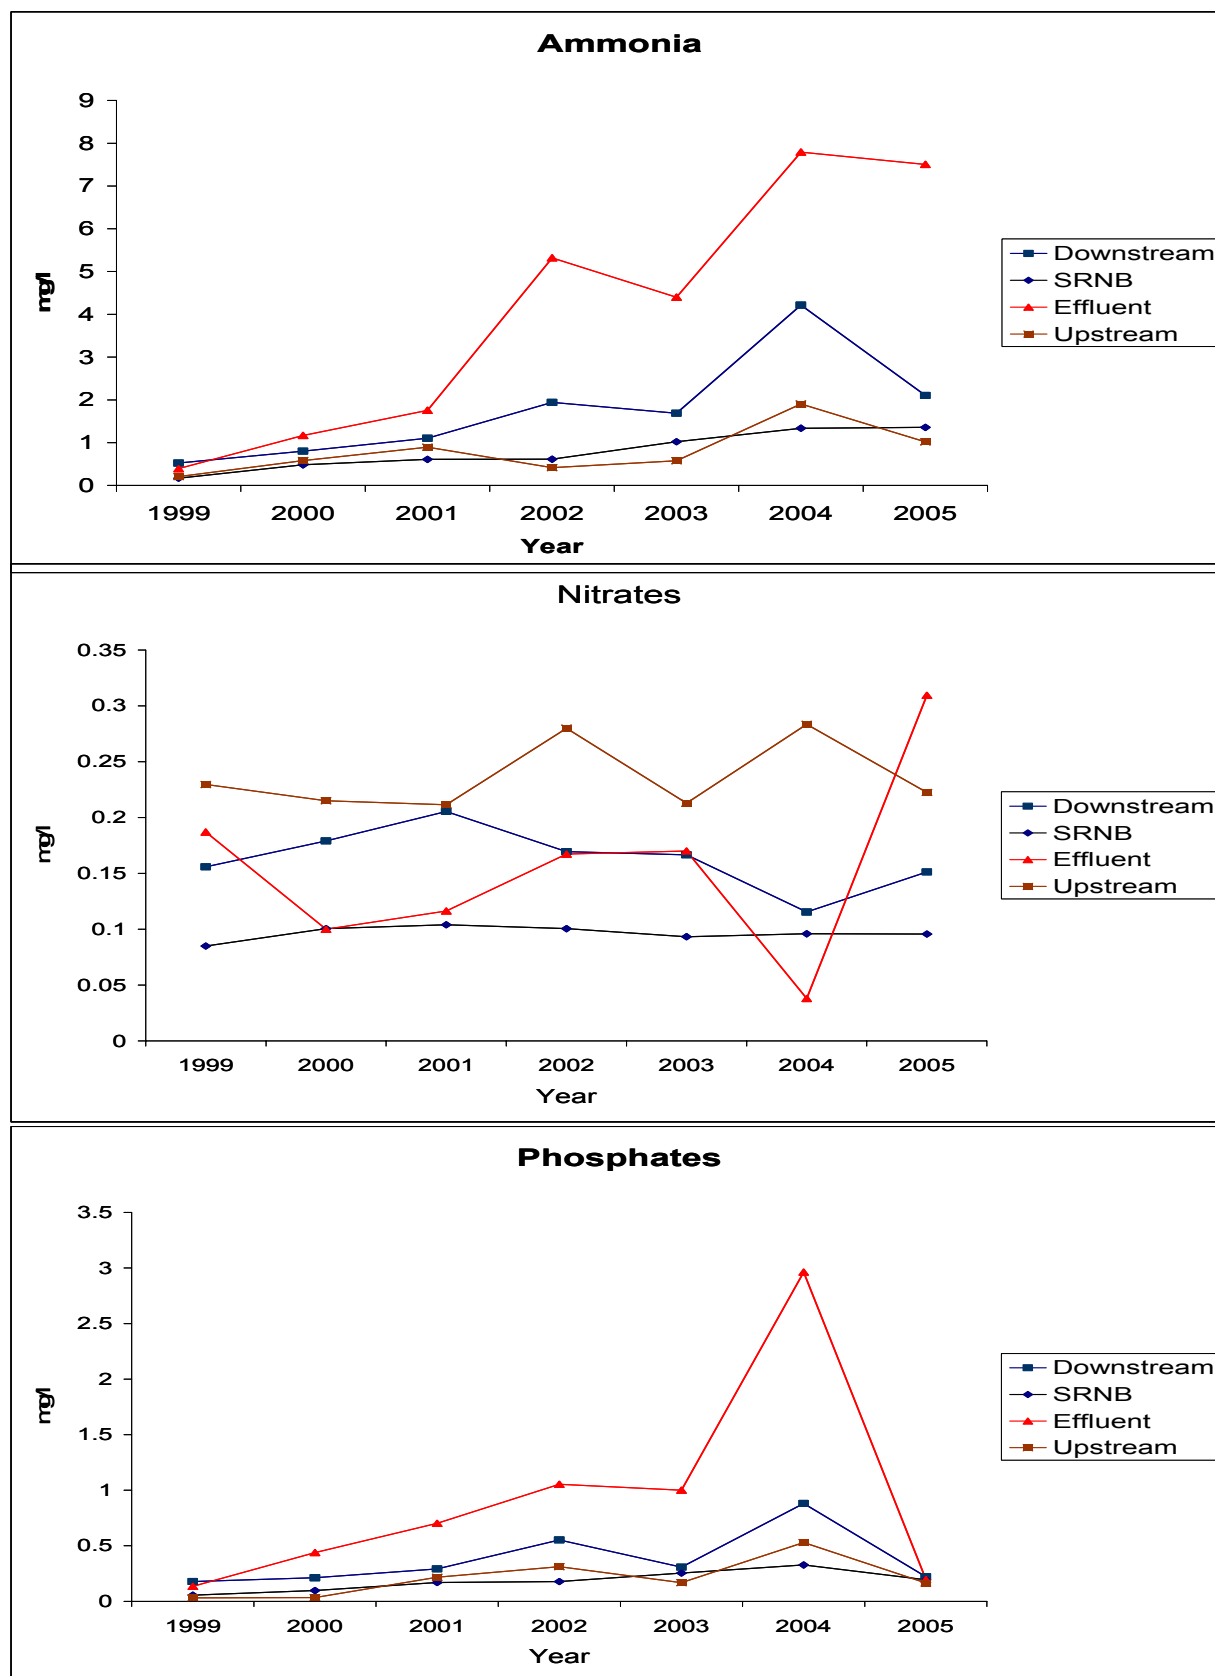 Ammonia
9
8
7
6
5
4
3
2
1
0
mg/l
1999 2000 2001 2002 2003 2004 2005
Year
Downstream
SRNB
Effluent
Upstream
Nitrates
0.35
0.3
0.25
0.2
0.15
0.1
0.05
0
mg/l
1999 2000 2001 2002 2003 2004 2005
Year
Downstream
SRNB
Effluent
Upstream
Phosphates
3.5
3
2.5
2
1.5
1
0.5
0
mg/l
1999 2000 2001 2002 2003 2004 2005
Year
Downstream
SRNB
Effluent
Upstream